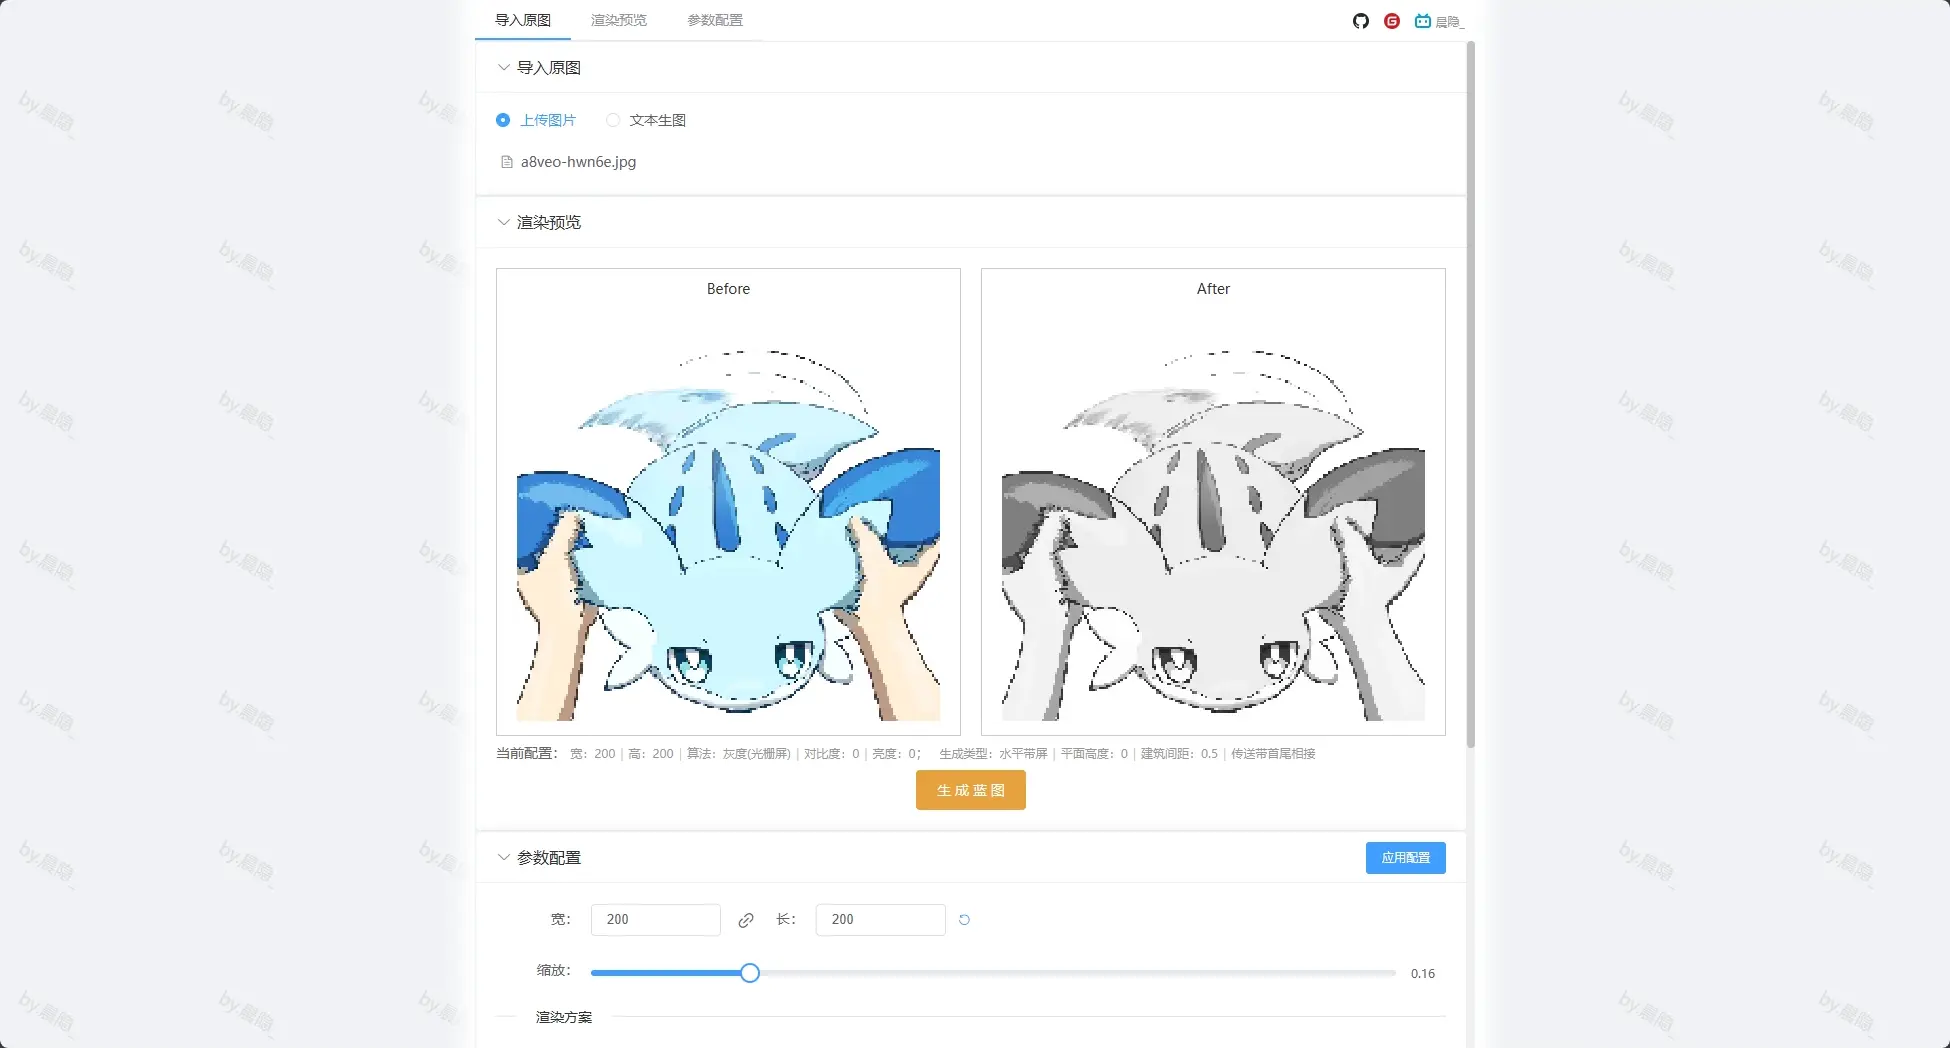 导入原图 渲染预览 参数配置 晨隐_
导入原图
上传图片 文本生图
a8veo-hwn6e.jpg
渲染预览
Before After
当前配置： 宽：200 | 高：200 | 算法：灰度(光栅屏) | 对比度：0 | 亮度：0； 生成类型：水平带屏 | 平面高度：0 | 建筑间距：0.5 | 传送带首尾相接
生成蓝图
参数配置 应用配置
宽： 200 长： 200
缩放： 0.16
渲染方案
by.晨隐_